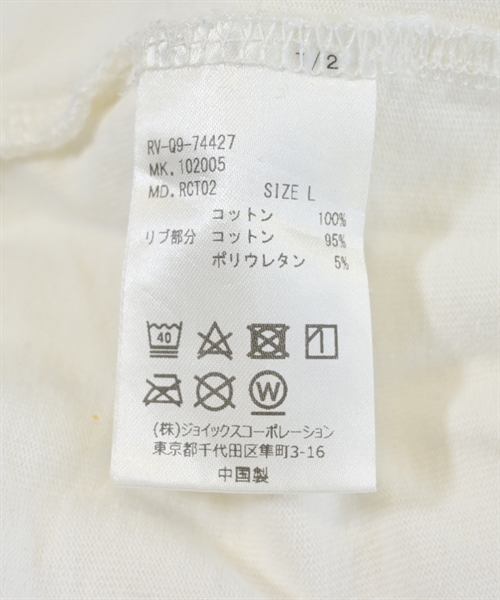 1/2
RV-Q9-74427
MK. 102005
MD. RCT02 SIZE L
コットン 100%
リブ部分 コットン 95%
ポリウレタン 5%
40
W
(株)ジョイックスコーポレーション
東京都千代田区隼町3-16
中国製